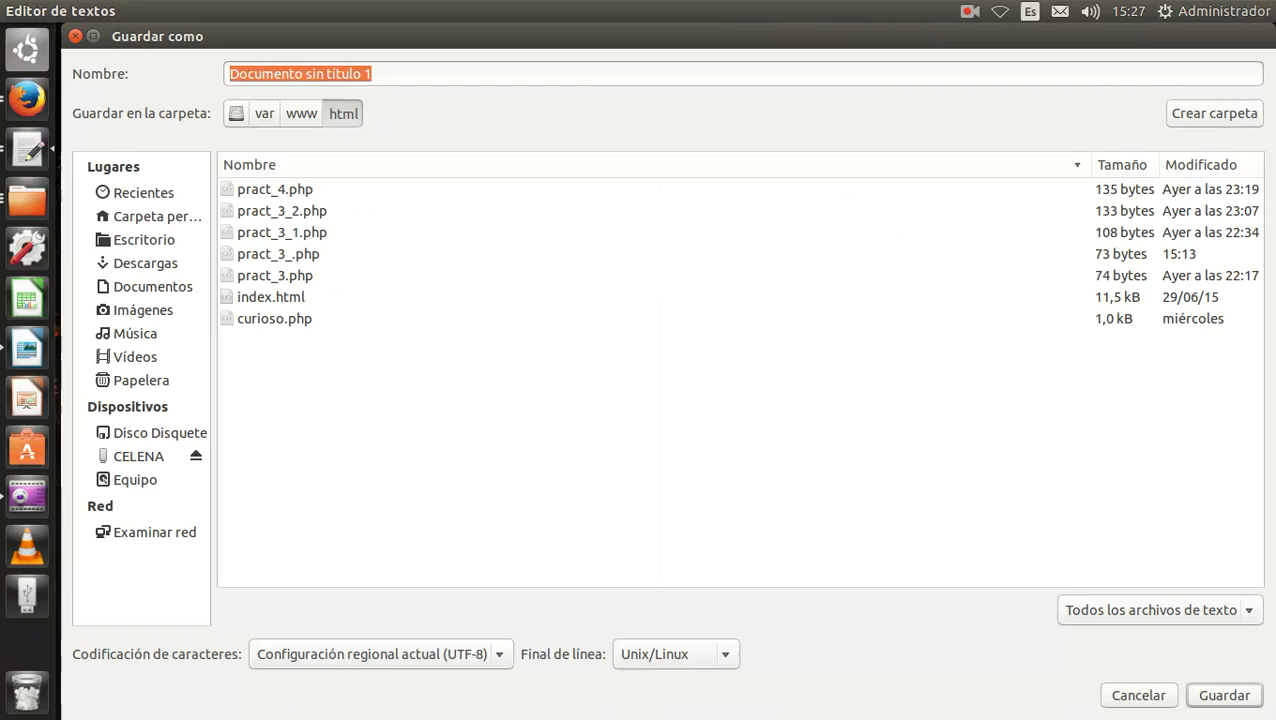 Editor de textos Es 15:27 Administrador
Guardar como
Nombre: Documento sin título 1
Guardar en la carpeta: var www html Crear carpeta
Lugares
Recientes
Carpeta per…
Escritorio
Descargas
Documentos
Imágenes
Música
Vídeos
Papelera
Dispositivos
Disco Disquete
CELENA
Equipo
Red
Examinar red
Nombre Tamaño Modificado
pract_4.php 135 bytes Ayer a las 23:19
pract_3_2.php 133 bytes Ayer a las 23:07
pract_3_1.php 108 bytes Ayer a las 22:34
pract_3_.php 73 bytes 15:13
pract_3.php 74 bytes Ayer a las 22:17
index.html 11,5 kB 29/06/15
curioso.php 1,0 kB miércoles
Todos los archivos de texto
Codificación de caracteres: Configuración regional actual (UTF-8) Final de línea: Unix/Linux
Cancelar Guardar